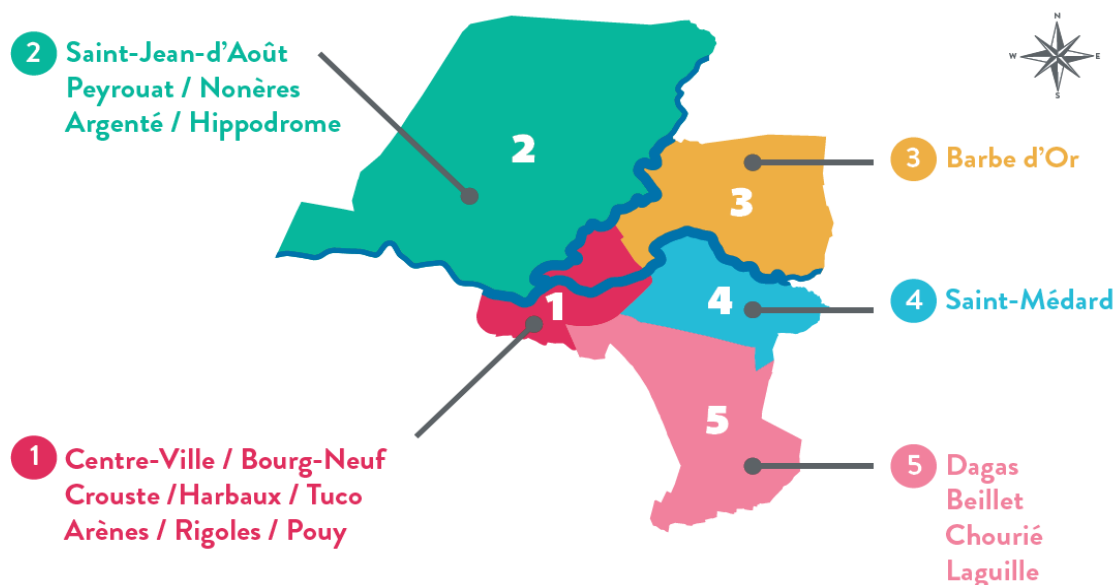 N
W E
S
2 Saint-Jean-d'Août
Peyrouat / Nonères
Argenté / Hippodrome
2
3 Barbe d'Or
3
4 Saint-Médard
4
1
5
1 Centre-Ville / Bourg-Neuf
Crouste /Harbaux / Tuco
Arènes / Rigoles / Pouy
5 Dagas
Beillet
Chourié
Laguille